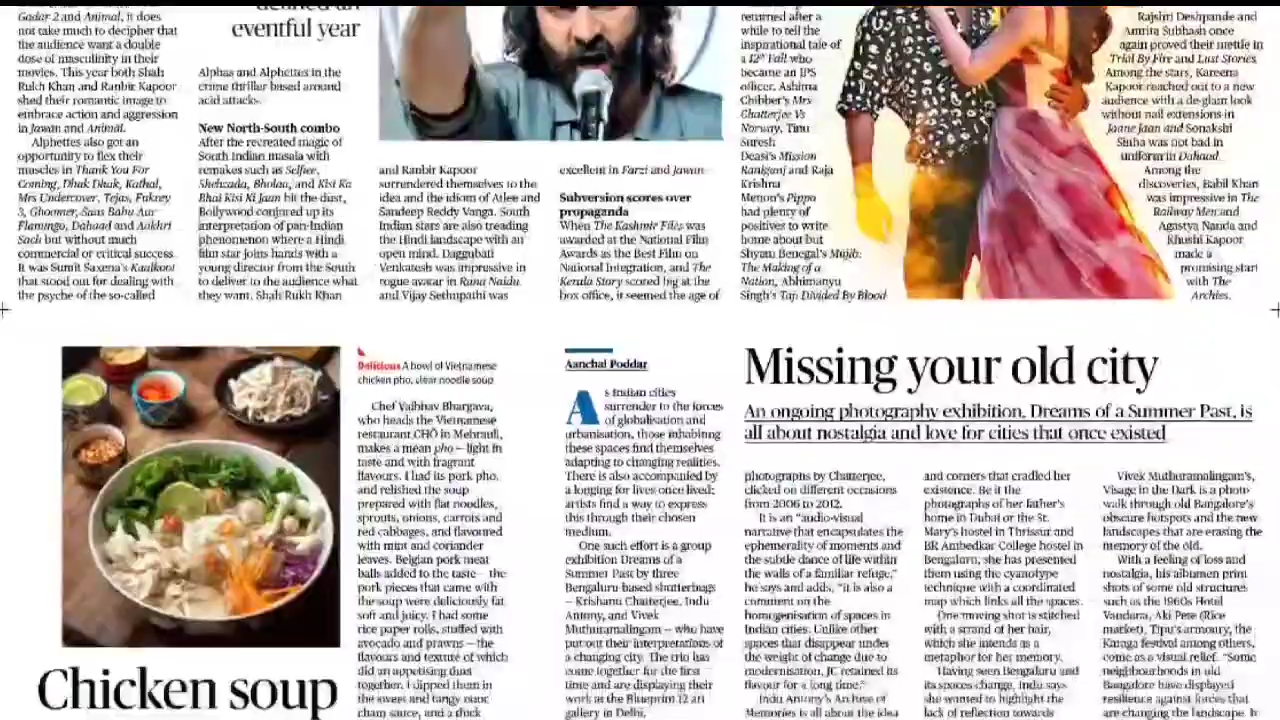 Gadar 2 and Animal, it does
not take much to decipher that
the audience want a double
dose of masculinity in their
movies. This year both Shah
Rukh Khan and Ranbir Kapoor
shed their romantic image to
embrace action and aggression
in Jawan and Animal.
Alphettes also got an
opportunity to flex their
muscles in Thank You For
Coming, Dhak Dhak, Kathal,
Mrs Undercover, Tejas, Fukrey
3, Ghoomer, Saas Bahu Aur
Flamingo, Dahaad and Aakhri
Sach but without much
commercial or critical success.
It was Sumit Saxena's Kaalkoot
that stood out for dealing with
the psyche of the so-called
defined an
eventful year
Alphas and Alphettes in the
crime thriller based around
acid attacks.
New North-South combo
After the recreated magic of
South Indian masala with
remakes such as Selfiee,
Shehzada, Bholaa, and Kisi Ka
Bhai Kisi Ki Jaan bit the dust,
Bollywood conjured up its
interpretation of pan-Indian
phenomenon where a Hindi
film star joins hands with a
young director from the South
to deliver to the audience what
they want. Shah Rukh Khan
and Ranbir Kapoor
surrendered themselves to the
idea and the idiom of Atlee and
Sandeep Reddy Vanga. South
Indian stars are also treading
the Hindi landscape with an
open mind. Daggubati
Venkatesh was impressive in
rogue avatar in Rana Naidu
and Vijay Sethupathi was
excellent in Farzi and Jawan
Subversion scores over
propaganda
When The Kashmir Files was
awarded at the National Film
Awards as the Best Film on
National Integration, and The
Kerala Story scored big at the
box office, it seemed the age of
returned after a
while to tell the
inspirational tale of
a 12th Fail who
became an IPS
officer. Ashima
Chibber's Mrs
Chatterjee Vs
Norway, Tinu
Suresh
Desai's Mission
Raniganj and Raja
Krishna
Menon's Pippa
had plenty of
positives to write
home about but
Shyam Benegal's Mujib:
The Making of a
Nation, Abhimanyu
Singh's Taj: Divided By Blood
Rajshri Deshpande and
Amruta Subhash once
again proved their mettle in
Trial By Fire and Lust Stories.
Among the stars, Kareena
Kapoor reached out to a new
audience with a de-glam look
without nail extensions in
Jaane Jaan and Sonakshi
Sinha was not bad in
uniform in Dahaad.
Among the
discoveries, Babil Khan
was impressive in The
Railway Men and
Agastya Nanda and
Khushi Kapoor
made a
promising start
with The
Archies.
Delicious A bowl of Vietnamese
chicken pho, clear noodle soup
Chef Vaibhav Bhargava,
who heads the Vietnamese
restaurant CHÔ in Mehrauli,
makes a mean pho – light in
taste and with fragrant
flavours. I had its pork pho,
and relished the soup
prepared with flat noodles,
sprouts, onions, carrots and
red cabbages, and flavoured
with mint and coriander
leaves. Belgian pork meat
balls added to the taste – the
pork pieces that came with
the soup were deliciously fat
soft and juicy. I had some
rice paper rolls, stuffed with
avocado and prawns – the
flavours and texture of which
did an appetising duet
together. I dipped them in
the sweet and tangy nuoc
cham sauce, and a duck
Chicken soup
Aanchal Poddar
As Indian cities
surrender to the forces
of globalisation and
urbanisation, those inhabiting
these spaces find themselves
adapting to changing realities.
There is also accompanied by
a longing for lives once lived;
artists find a way to express
this through their chosen
medium.
One such effort is a group
exhibition Dreams of a
Summer Past by three
Bengaluru-based shutterbugs
– Krishanu Chatterjee, Indu
Antony, and Vivek
Muthuramalingam – who have
put out their interpretations of
a changing city. The trio has
come together for the first
time and are displaying their
work at the Blueprint 12 art
gallery in Delhi,
Missing your old city
An ongoing photography exhibition, Dreams of a Summer Past, is
all about nostalgia and love for cities that once existed
photographs by Chatterjee,
clicked on different occasions
from 2006 to 2012.
It is an "audio-visual
narrative that encapsulates the
ephemerality of moments and
the subtle dance of life within
the walls of a familiar refuge,"
he says and adds, "it is also a
comment on the
homogenisation of spaces in
Indian cities. Unlike other
spaces that disappear under
the weight of change due to
modernisation, JC retained its
flavour for a long time."
Indu Antony's Archive of
Memories is all about the idea
and corners that cradled her
existence. Be it the
photographs of her father's
home in Dubai or the St.
Mary's hostel in Thrissur and
BR Ambedkar College hostel in
Bengaluru, she has presented
them using the cyanotype
technique with a coordinated
map which links all the spaces.
One moving shot is stitched
with a strand of her hair,
which she intends as a
metaphor for her memory.
Having seen Bengaluru and
its spaces change, Indu says
she wanted to highlight the
lack of reflection towards
Vivek Muthuramalingam's,
Visage in the Dark is a photo
walk through old Bangalore's
obscure hotspots and the new
landscapes that are erasing the
memory of the old.
With a feeling of loss and
nostalgia, his albumen print
shots of some old structures
such as the 1960s Hotel
Vandara, Aki Pete (Rice
market), Tipu's armoury, the
Karaga festival among others,
come as a visual relief. "Some
neighbourhoods in old
Bangalore have displayed
resilience against forces that
are changing the landscape. It